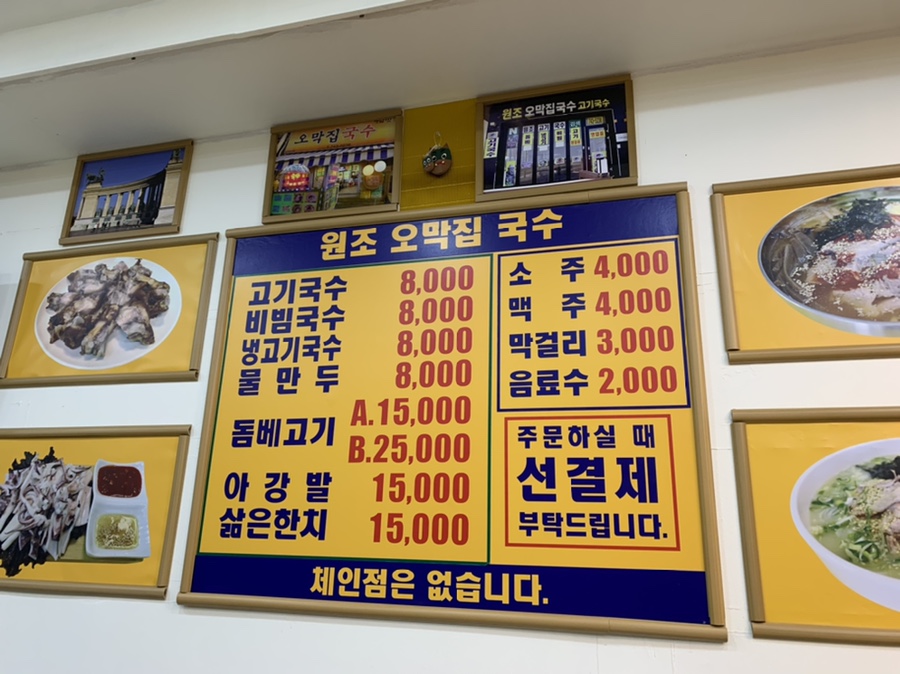 오막집국수
원조 오막집국수 고기국수
원조 오막집 국수
고기국수 8,000
비빔국수 8,000
냉고기국수 8,000
물만두 8,000
돔베고기 A.15,000
B.25,000
아강발 15,000
삶은한치 15,000
소주 4,000
맥주 4,000
막걸리 3,000
음료수 2,000
주문하실 때
선결제
부탁드립니다.
체인점은 없습니다.